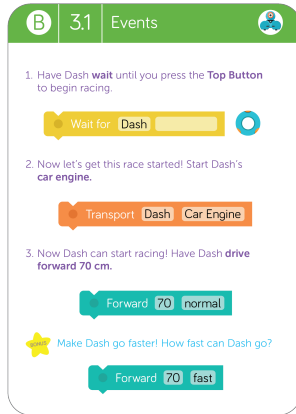 B 3.1 Events
1. Have Dash wait until you press the Top Button
to begin racing.
Wait for Dash
2. Now let's get this race started! Start Dash's
car engine.
Transport Dash Car Engine
3. Now Dash can start racing! Have Dash drive
forward 70 cm.
Forward 70 normal
BONUS Make Dash go faster! How fast can Dash go?
Forward 70 fast